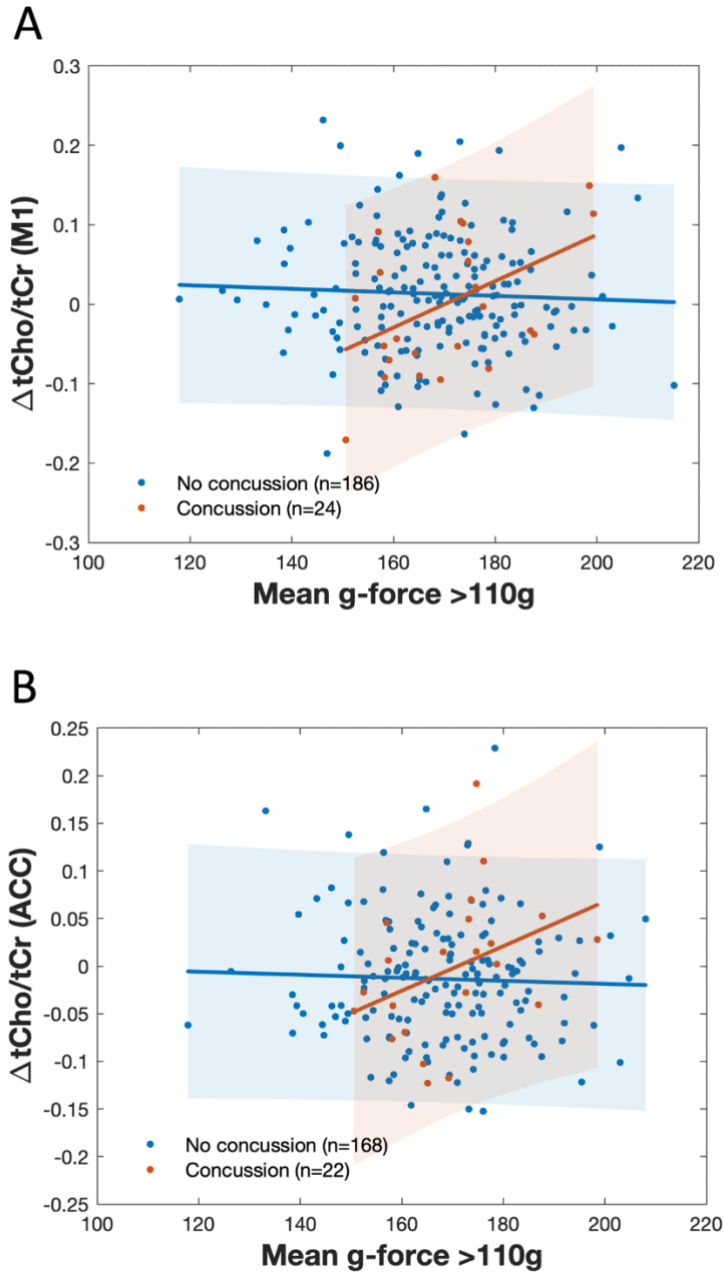 A
0.3
0.2
0.1
0
-0.1
-0.2
-0.3
ΔtCho/tCr (M1)
No concussion (n=186)
Concussion (n=24)
100 120 140 160 180 200 220
Mean g-force >110g
B
0.25
0.2
0.15
0.1
0.05
0
-0.05
-0.1
-0.15
-0.2
-0.25
ΔtCho/tCr (ACC)
No concussion (n=168)
Concussion (n=22)
100 120 140 160 180 200 220
Mean g-force >110g